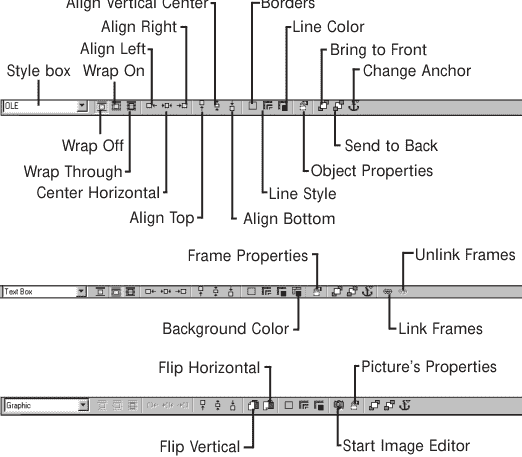 Align Vertical Center
Borders
Align Right
Line Color
Align Left
Bring to Front
Style box
Wrap On
Change Anchor
OLE
Wrap Off
Send to Back
Wrap Through
Object Properties
Center Horizontal
Line Style
Align Top
Align Bottom
Frame Properties
Unlink Frames
Text Box
Background Color
Link Frames
Flip Horizontal
Picture's Properties
Graphic
Flip Vertical
Start Image Editor